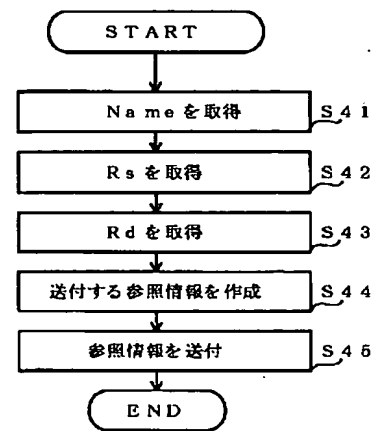 START
Nameを取得 S41
Rsを取得 S42
Rdを取得 S43
送付する参照情報を作成 S44
参照情報を送付 S45
END